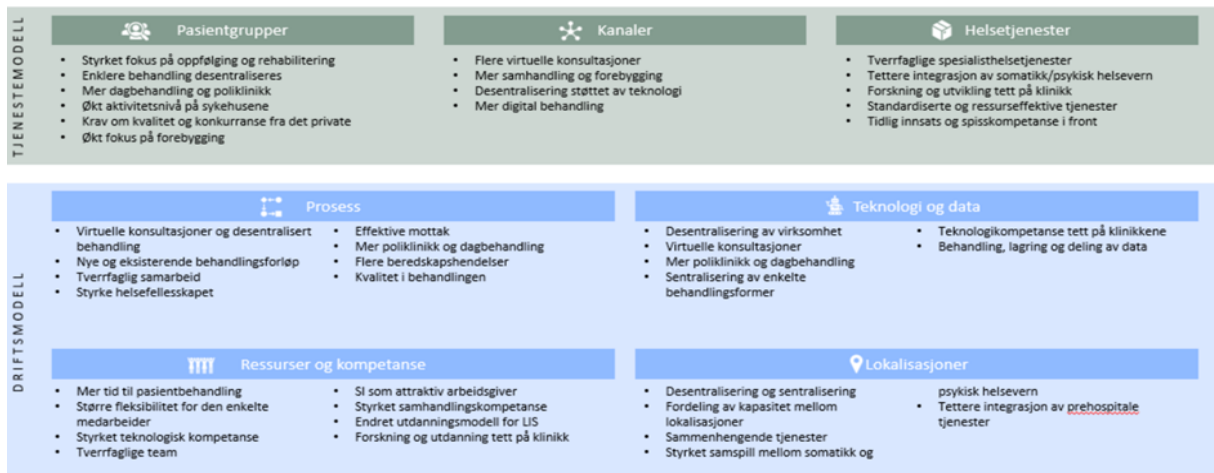 TJENESTEMODELL
Pasientgrupper
• Styrket fokus på oppfølging og rehabilitering
• Enklere behandling desentraliseres
• Mer dagbehandling og poliklinikk
• Økt aktivitetsnivå på sykehusene
• Krav om kvalitet og konkurranse fra det private
• Økt fokus på forebygging
Kanaler
• Flere virtuelle konsultasjoner
• Mer samhandling og forebygging
• Desentralisering støttet av teknologi
• Mer digital behandling
Helsetjenester
• Tverrfaglige spesialisthelsetjenester
• Tettere integrasjon av somatikk/psykisk helsevern
• Forskning og utvikling tett på klinikk
• Standardiserte og ressurseffektive tjenester
• Tidlig innsats og spisskompetanse i front
DRIFTSMODELL
Prosess
• Virtuelle konsultasjoner og desentralisert
behandling
• Nye og eksisterende behandlingsforløp
• Tverrfaglig samarbeid
• Styrke helsefellesskapet
• Effektive mottak
• Mer poliklinikk og dagbehandling
• Flere beredskapshendelser
• Kvalitet i behandlingen
Teknologi og data
• Desentralisering av virksomhet
• Virtuelle konsultasjoner
• Mer poliklinikk og dagbehandling
• Sentralisering av enkelte
behandlingsformer
• Teknologikompetanse tett på klinikkene
• Behandling, lagring og deling av data
Ressurser og kompetanse
• Mer tid til pasientbehandling
• Større fleksibilitet for den enkelte
medarbeider
• Styrket teknologisk kompetanse
• Tverrfaglige team
• SI som attraktiv arbeidsgiver
• Styrket samhandlingskompetanse
• Endret utdanningsmodell for LIS
• Forskning og utdanning tett på klinikk
Lokalisasjoner
• Desentralisering og sentralisering
• Fordeling av kapasitet mellom
lokalisasjoner
• Sammenhengende tjenester
• Styrket samspill mellom somatikk og
psykisk helsevern
• Tettere integrasjon av prehospitale
tjenester